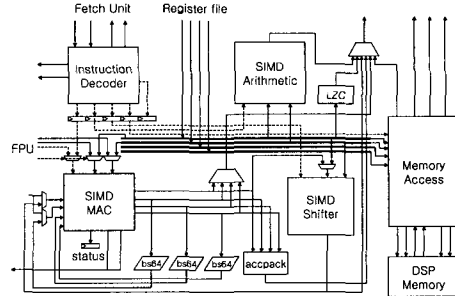 Fetch Unit
Register file
Instruction
Decoder
SIMD
Arithmetic
LZC
FPU
SIMD
MAC
SIMD
Shifter
Memory
Access
status
bs64
bs64
bs64
accpack
DSP
Memory